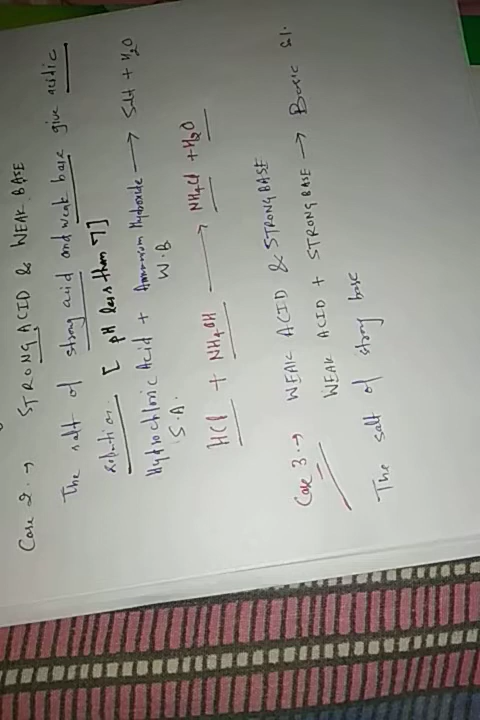 Case 2. → STRONG ACID & WEAK BASE
The salt of strong acid and weak base give acidic
solution. [ pH less than 7]
Hydrochloric Acid + Ammonium Hydroxide → Salt + H2O
S.A. W.B
HCl + NH4OH → NH4Cl + H2O
Case 3. → WEAK ACID & STRONG BASE
WEAK ACID + STRONG BASE → Basic sl.
The salt of strong base